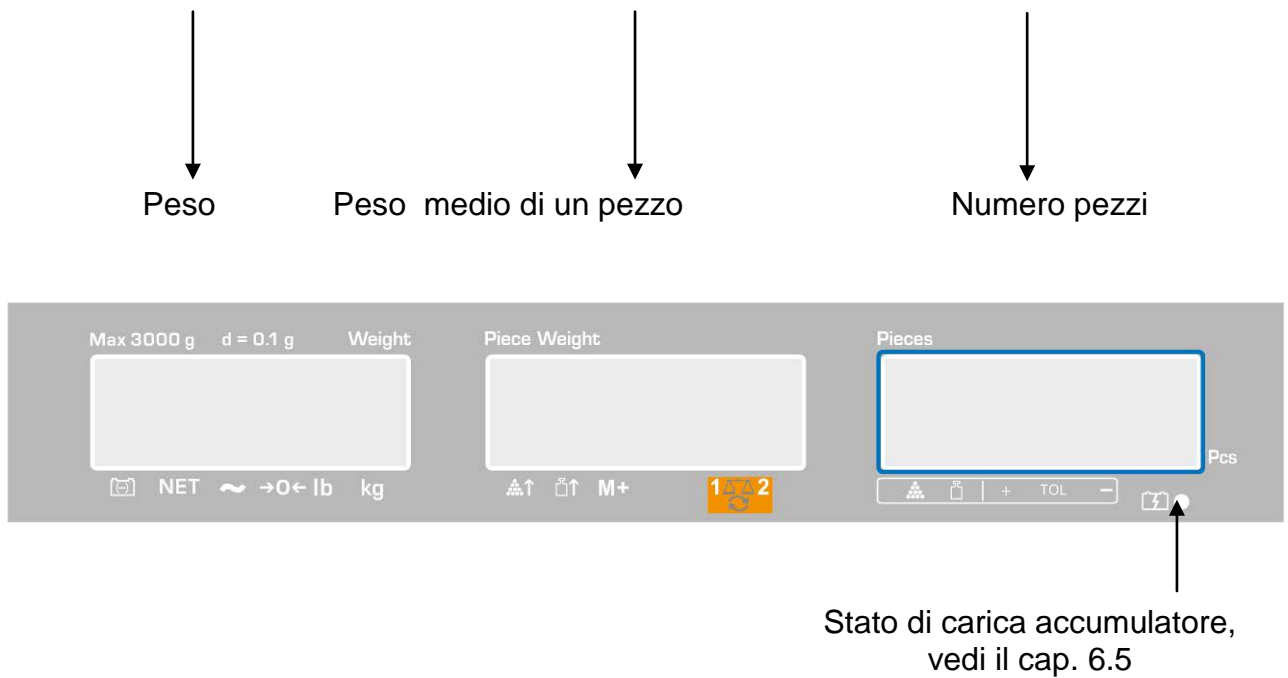 Peso Peso medio di un pezzo Numero pezzi
Max 3000 g d = 0.1 g Weight Piece Weight Pieces
Pcs
NET ~ →0← lb kg ↑ ↑ M+ 1 2 + TOL −
Stato di carica accumulatore,
vedi il cap. 6.5